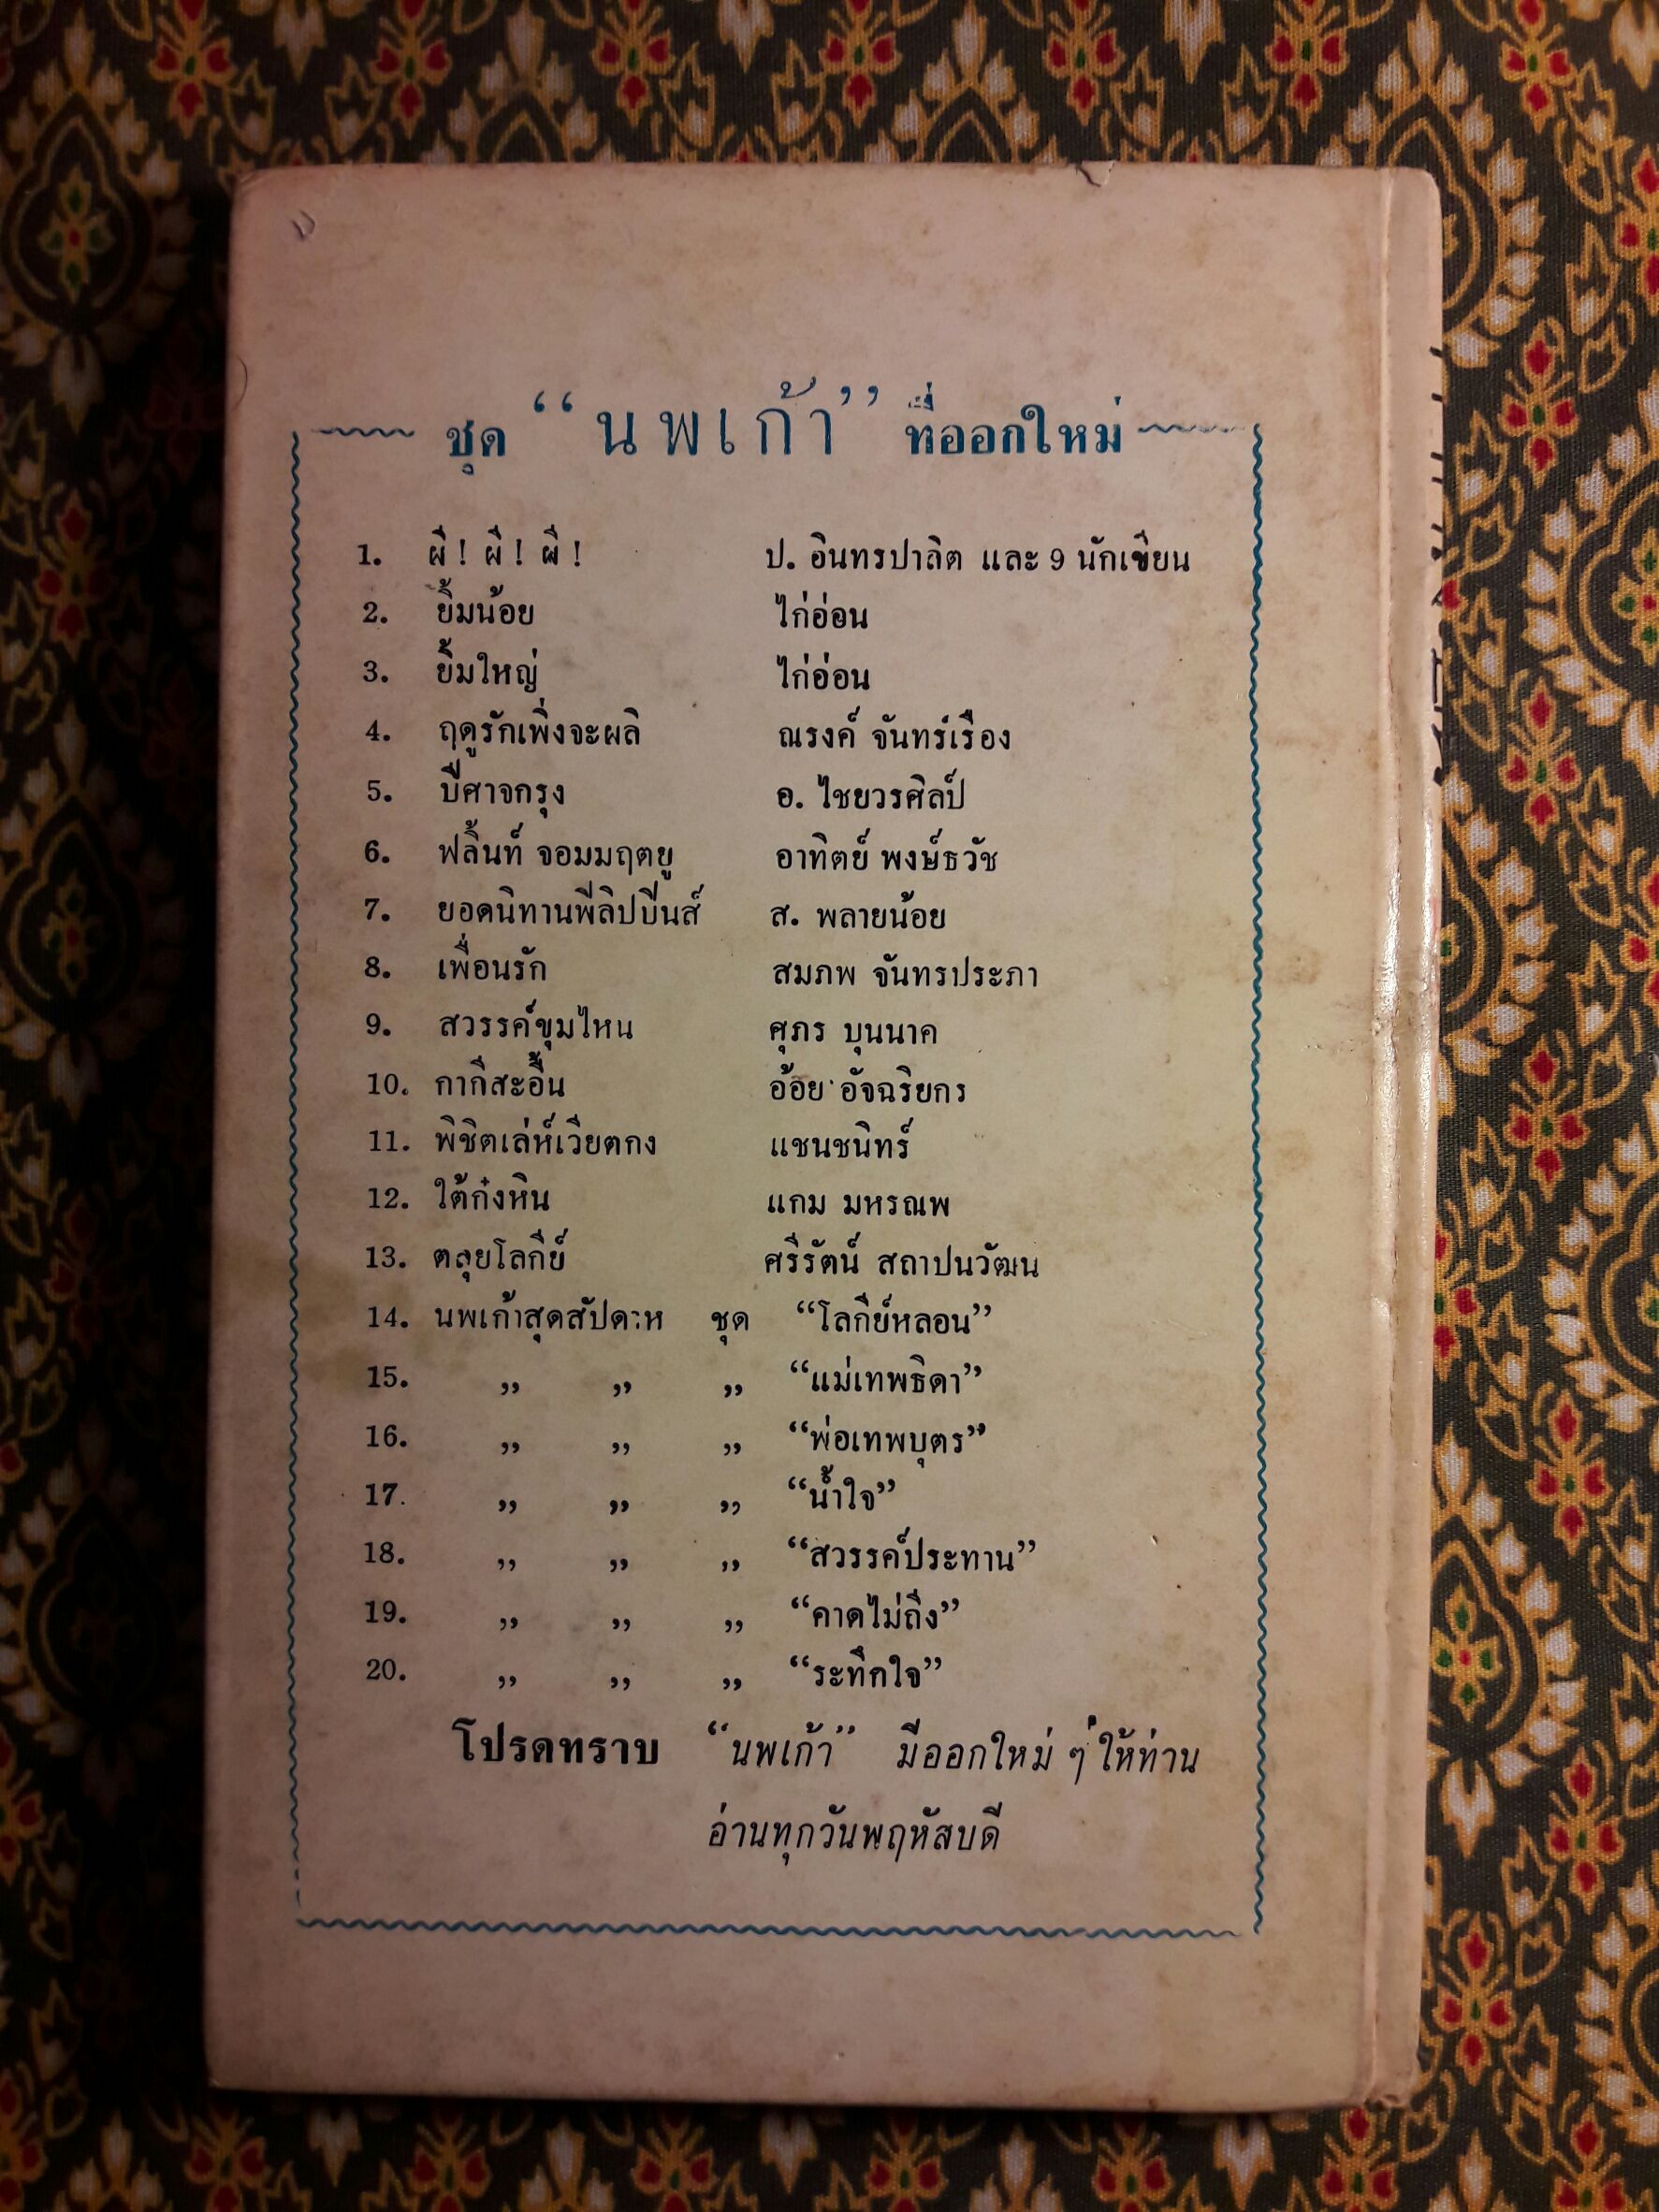 ชุด “นพเก้า” ที่ออกใหม่
1. ผี! ผี! ผี! ป. อินทรปาลิต และ 9 นักเขียน
2. ยิ้มน้อย ไก่อ่อน
3. ยิ้มใหญ่ ไก่อ่อน
4. ฤดูรักเพิ่งจะผลิ ณรงค์ จันทร์เรือง
5. ปีศาจกรุง อ. ไชยวรศิลป์
6. ฟลิ้นท์ จอมมฤตยู อาทิตย์ พงษ์ธวัช
7. ยอดนิทานฟิลิปปีนส์ ส. พลายน้อย
8. เพื่อนรัก สมภพ จันทรประภา
9. สวรรค์ขุมไหน ศุภร บุนนาค
10. กากีสะอื้น อ้อย อัจฉริยกร
11. พิชิตเล่ห์เวียตกง แชนชนิทร์
12. ใต้ก๋งหิน แกม มหรณพ
13. ตลุยโลกีย์ ศรีรัตน์ สถาปนวัฒน
14. นพเก้าสุดสัปดาห ชุด “โลกีย์หลอน”
15. ,, ,, ,, “แม่เทพธิดา”
16. ,, ,, ,, “พ่อเทพบุตร”
17. ,, ,, ,, “น้ำใจ”
18. ,, ,, ,, “สวรรค์ประทาน”
19. ,, ,, ,, “คาดไม่ถึง”
20. ,, ,, ,, “ระทึกใจ”
โปรดทราบ “นพเก้า” มีออกใหม่ ๆ ให้ท่าน
อ่านทุกวันพฤหัสบดี